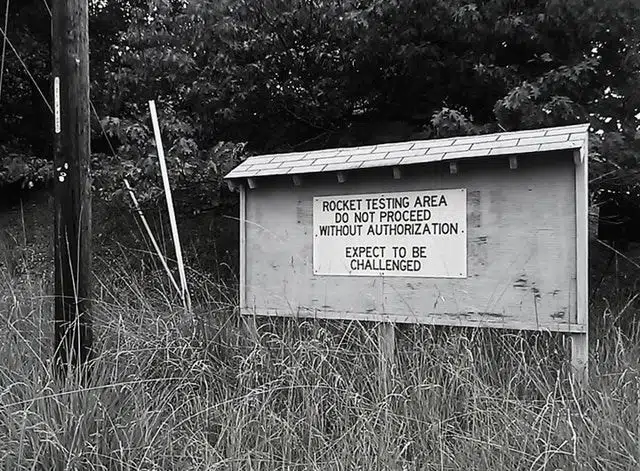 ROCKET TESTING AREA
DO NOT PROCEED
WITHOUT AUTHORIZATION.
EXPECT TO BE
CHALLENGED